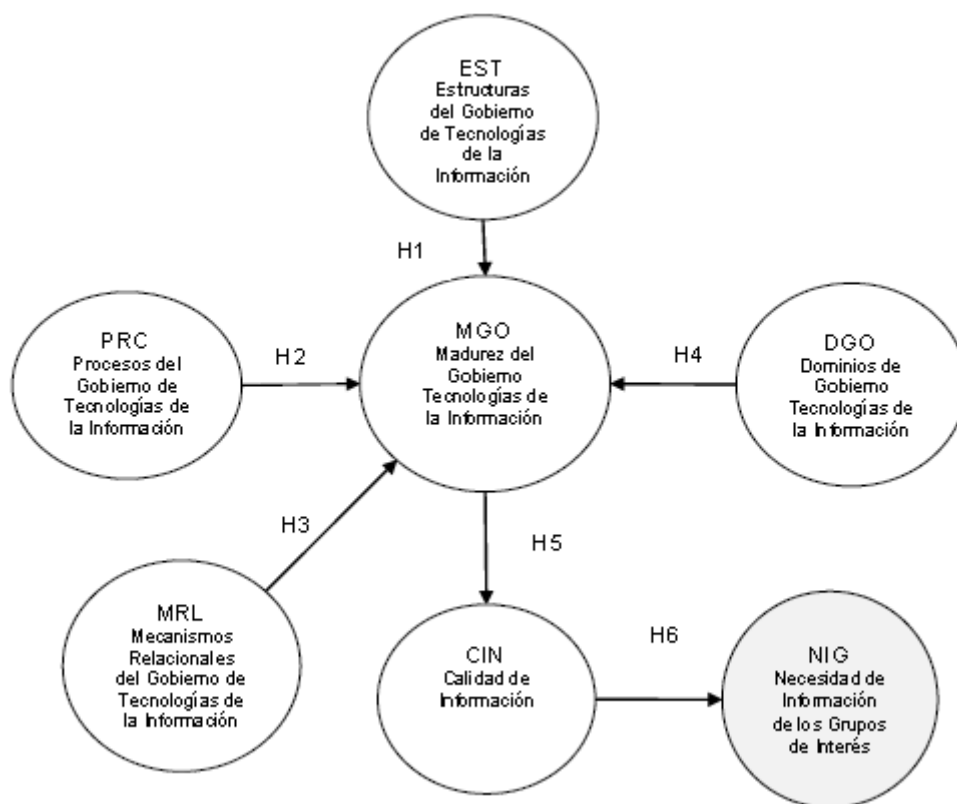 EST
Estructuras
del Gobierno
de Tecnologías
de la
Información
H1
PRC
Procesos del
Gobierno de
Tecnologías de
la Información
H2
MGO
Madurez del
Gobierno
Tecnologías de
la Información
H4
DGO
Dominios de
Gobierno
Tecnologías de
la Información
H3
H5
MRL
Mecanismos
Relacionales
del Gobierno de
Tecnologías de
la Información
CIN
Calidad de
Información
H6
NIG
Necesidad de
Información
de los Grupos
de Interés